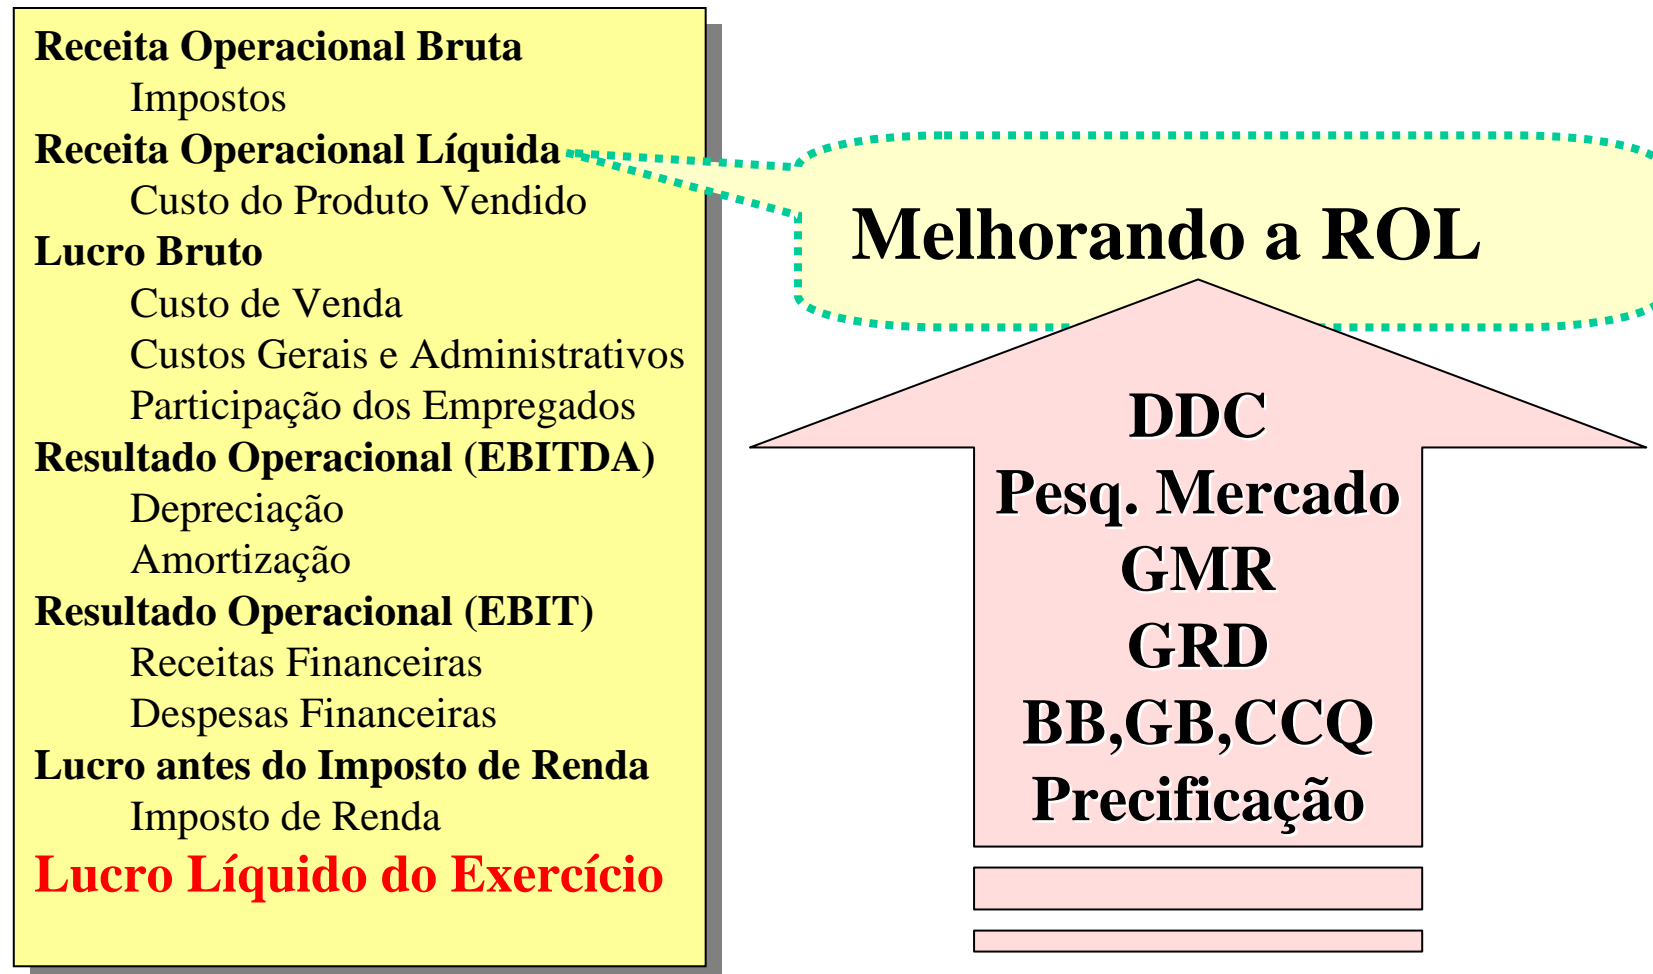 Receita Operacional Bruta
Impostos
Receita Operacional Líquida
Custo do Produto Vendido
Lucro Bruto
Custo de Venda
Custos Gerais e Administrativos
Participação dos Empregados
Resultado Operacional (EBITDA)
Depreciação
Amortização
Resultado Operacional (EBIT)
Receitas Financeiras
Despesas Financeiras
Lucro antes do Imposto de Renda
Imposto de Renda
Lucro Líquido do Exercício
Melhorando a ROL
DDC
Pesq. Mercado
GMR
GRD
BB,GB,CCQ
Precificação